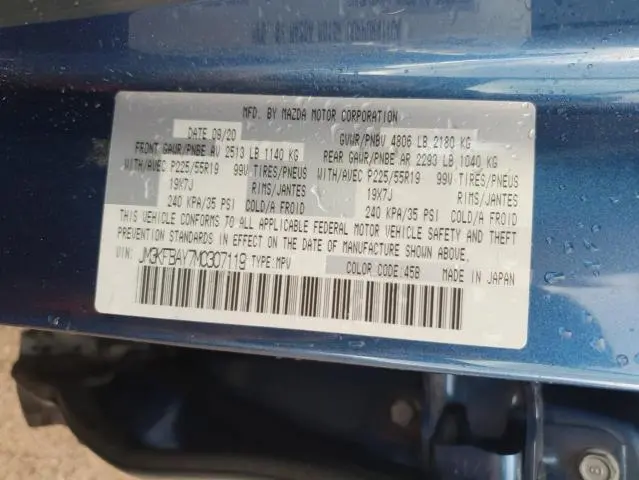 MFD. BY MAZDA MOTOR CORPORATION
DATE 09/20 GVWR/PNBV 4806 LB 2180 KG
FRONT GAWR/PNBE AV 2513 LB 1140 KG REAR GAWR/PNBE AR 2293 LB 1040 KG
WITH/AVEC P225/55R19 99V TIRES/PNEUS WITH/AVEC P225/55R19 99V TIRES/PNEUS
19X7J RIMS/JANTES 19X7J RIMS/JANTES
240 KPA/35 PSI COLD/A FROID 240 KPA/35 PSI COLD/A FROID
THIS VEHICLE CONFORMS TO ALL APPLICABLE FEDERAL MOTOR VEHICLE SAFETY AND THEFT
PREVENTION STANDARDS IN EFFECT ON THE DATE OF MANUFACTURE SHOWN ABOVE.
JM3KFBAY7M0307119 TYPE:MPV COLOR CODE:45B MADE IN JAPAN